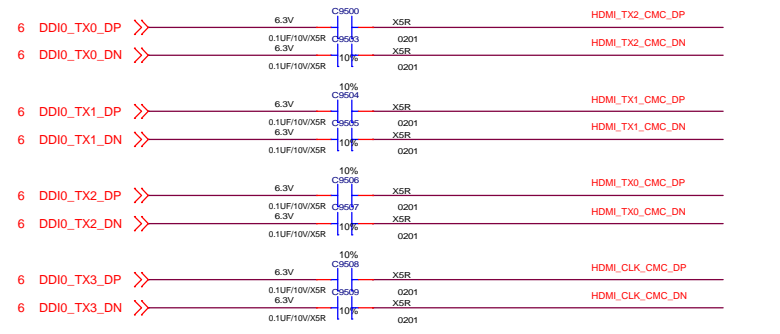 C9500
6.3V X5R HDMI_TX2_CMC_DP
6 DDI0_TX0_DP
0.1UF/10V/X5R C9503 0201
6.3V X5R HDMI_TX2_CMC_DN
6 DDI0_TX0_DN 10%
0.1UF/10V/X5R 0201
10%
C9504
6.3V X5R HDMI_TX1_CMC_DP
6 DDI0_TX1_DP
0.1UF/10V/X5R C9505 0201
6.3V X5R HDMI_TX1_CMC_DN
6 DDI0_TX1_DN 10%
0.1UF/10V/X5R 0201
10%
C9506
6.3V X5R HDMI_TX0_CMC_DP
6 DDI0_TX2_DP
0.1UF/10V/X5R C9507 0201
6.3V X5R HDMI_TX0_CMC_DN
6 DDI0_TX2_DN 10%
0.1UF/10V/X5R 0201
10%
C9508
6.3V X5R HDMI_CLK_CMC_DP
6 DDI0_TX3_DP
0.1UF/10V/X5R C9509 0201
6.3V X5R HDMI_CLK_CMC_DN
6 DDI0_TX3_DN 10%
0.1UF/10V/X5R 0201